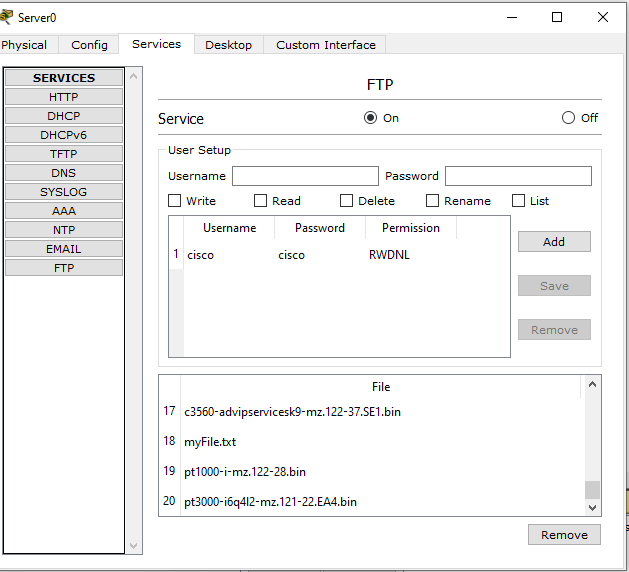 Server0
Physical Config Services Desktop Custom Interface
SERVICES
HTTP
DHCP
DHCPv6
TFTP
DNS
SYSLOG
AAA
NTP
EMAIL
FTP
FTP
Service On Off
User Setup
Username Password
Write Read Delete Rename List
Username Password Permission
1 cisco cisco RWDNL
Add
Save
Remove
File
17 c3560-advipservicesk9-mz.122-37.SE1.bin
18 myFile.txt
19 pt1000-i-mz.122-28.bin
20 pt3000-i6q4l2-mz.121-22.EA4.bin
Remove